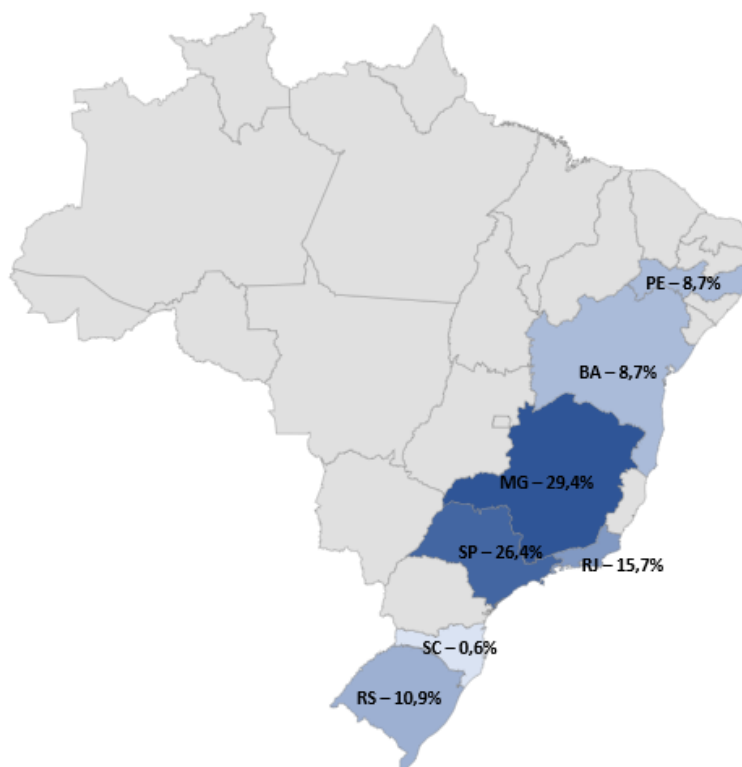 PE – 8,7%
BA – 8,7%
MG – 29,4%
SP – 26,4%
RJ – 15,7%
SC – 0,6%
RS – 10,9%